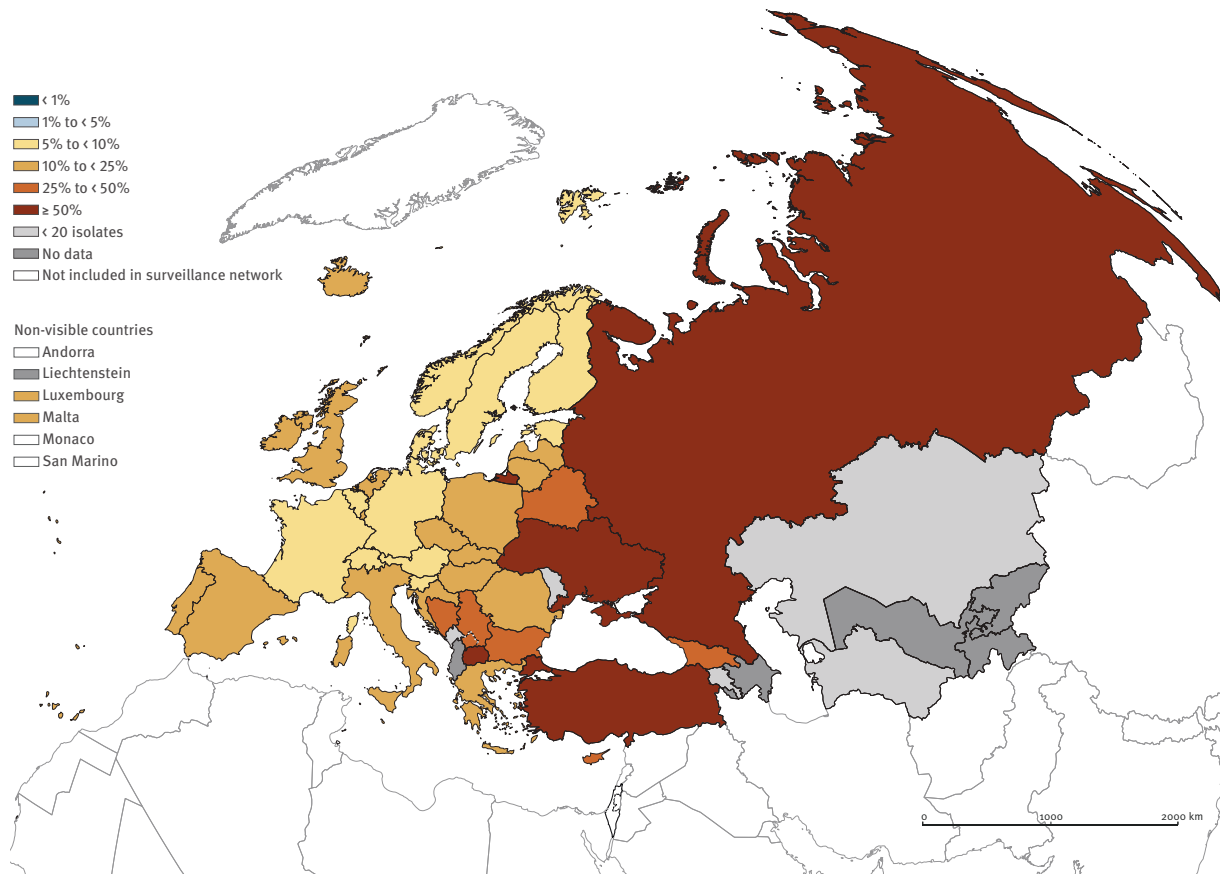 < 1%
1% to < 5%
5% to < 10%
10% to < 25%
25% to < 50%
≥ 50%
< 20 isolates
No data
Not included in surveillance network
Non-visible countries
Andorra
Liechtenstein
Luxembourg
Malta
Monaco
San Marino
0 1000 2000 km